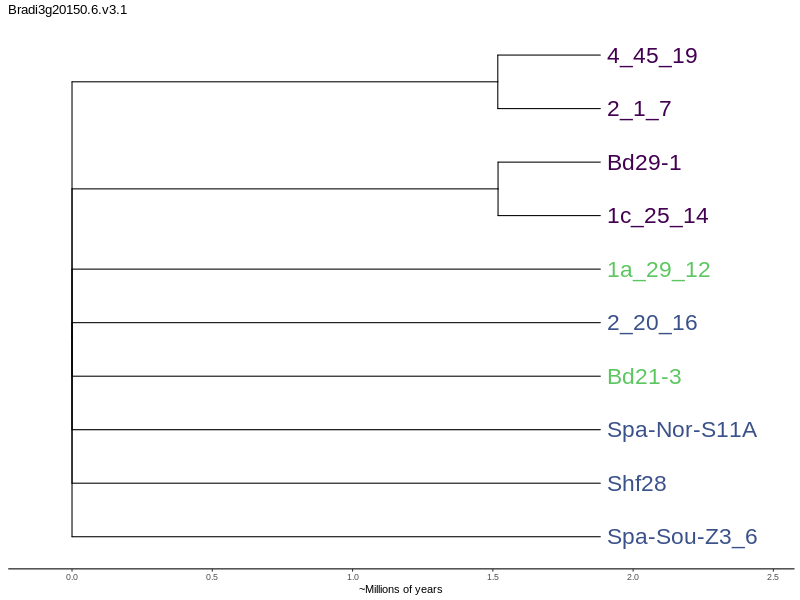 Bradi3g20150.6.v3.1
4_45_19
2_1_7
Bd29-1
1c_25_14
1a_29_12
2_20_16
Bd21-3
Spa-Nor-S11A
Shf28
Spa-Sou-Z3_6
0.0 0.5 1.0 1.5 2.0 2.5
~Millions of years